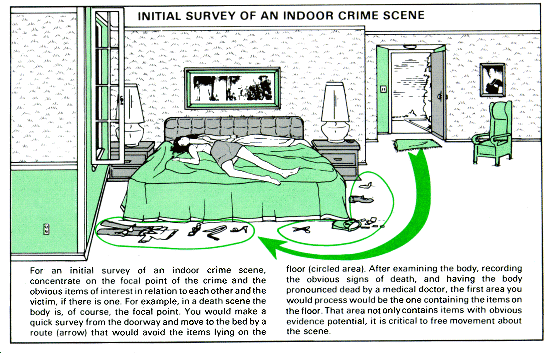 INITIAL SURVEY OF AN INDOOR CRIME SCENE
For an initial survey of an indoor crime scene,
concentrate on the focal point of the crime and the
obvious items of interest in relation to each other and the
victim, if there is one. For example, in a death scene the
body is, of course, the focal point. You would make a
quick survey from the doorway and move to the bed by a
route (arrow) that would avoid the items lying on the
floor (circled area). After examining the body, recording
the obvious signs of death, and having the body
pronounced dead by a medical doctor, the first area you
would process would be the one containing the items on
the floor. That area not only contains items with obvious
evidence potential, it is critical to free movement about
the scene.